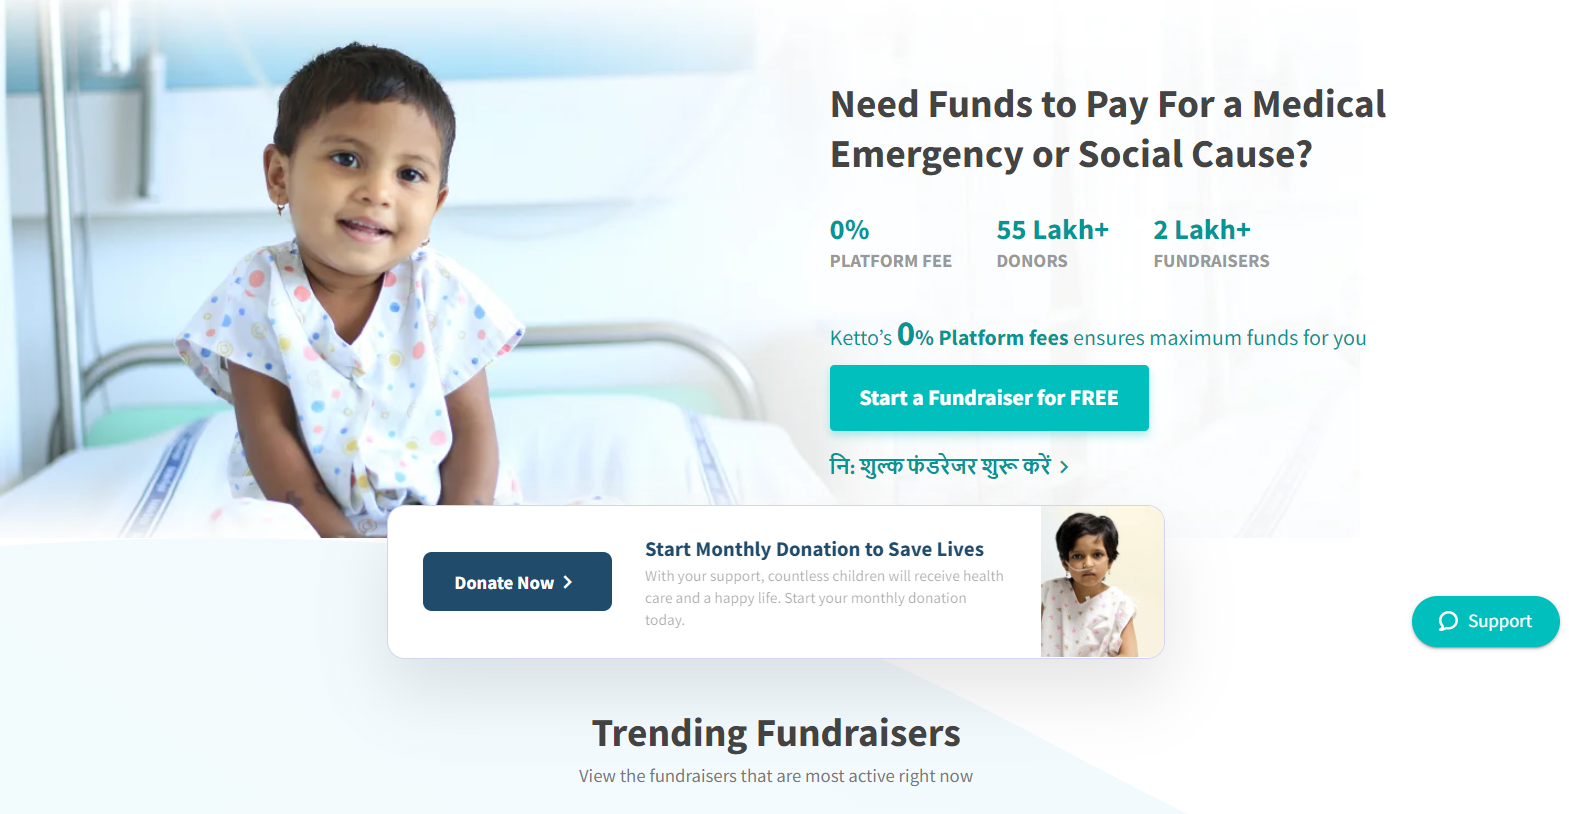 Need Funds to Pay For a Medical
Emergency or Social Cause?
0%
PLATFORM FEE
55 Lakh+
DONORS
2 Lakh+
FUNDRAISERS
Ketto’s 0% Platform fees ensures maximum funds for you
Start a Fundraiser for FREE
नि: शुल्क फंडरेजर शुरू करें
Donate Now
Start Monthly Donation to Save Lives
With your support, countless children will receive health
care and a happy life. Start your monthly donation
today.
Support
Trending Fundraisers
View the fundraisers that are most active right now